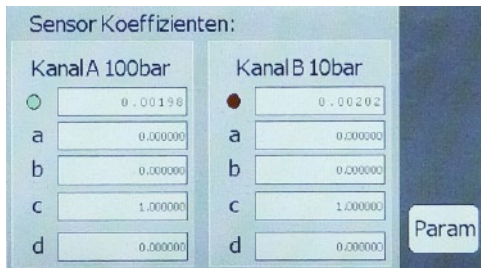 Sensor Koeffizienten:
Kanal A 100bar
Kanal B 10bar
0.00198
0.00202
a 0.000000
a 0.000000
b 0.000000
b 0.000000
c 1.000000
c 1.000000
d 0.000000
d 0.000000
Param